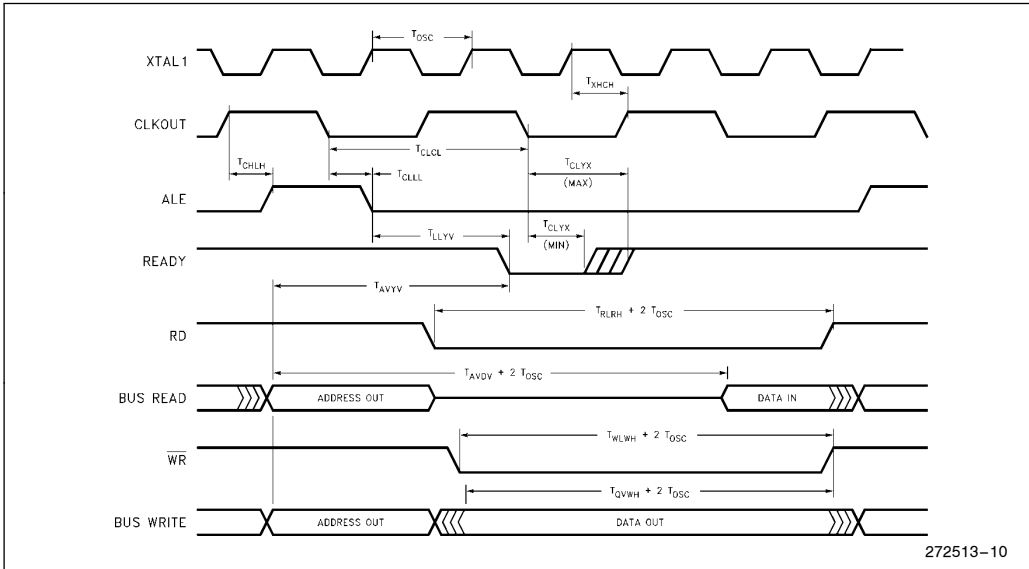 T_OSC
XTAL1
T_XHCH
CLKOUT
T_CLCL
T_CHLH
T_CLLL
T_CLYX
(MAX)
ALE
T_LLYV
T_CLYX
(MIN)
READY
T_AVYV
T_RLRH + 2 T_OSC
RD
T_AVDV + 2 T_OSC
BUS READ
ADDRESS OUT
DATA IN
T_WLWH + 2 T_OSC
WR
T_QVWH + 2 T_OSC
BUS WRITE
ADDRESS OUT
DATA OUT
272513–10